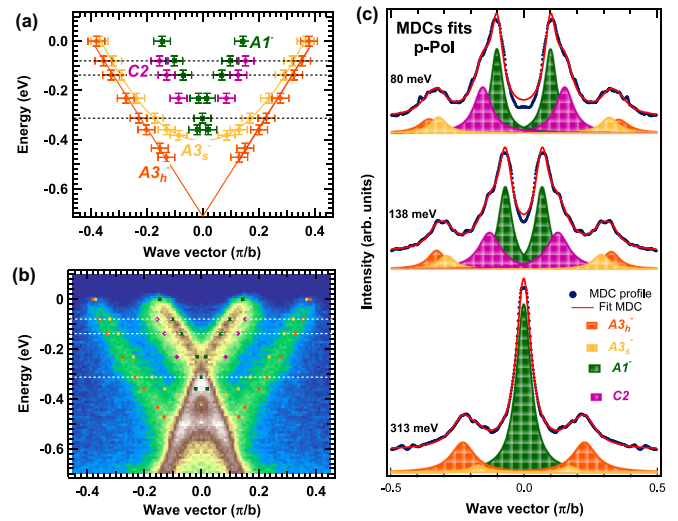 (a)
0.0
-0.2
-0.4
-0.6
Energy (eV)
A1-
C2
A3s-
A3h-
-0.4 -0.2 0.0 0.2 0.4
Wave vector (π/b)
(b)
0
-0.2
-0.4
-0.6
Energy (eV)
-0.4 -0.2 0.0 0.2 0.4
Wave vector (π/b)
(c)
MDCs fits
p-Pol
80 meV
138 meV
313 meV
Intensity (arb. units)
MDC profile
Fit MDC
A3h-
A3s-
A1-
C2
-0.5 0.0 0.5
Wave vector (π/b)